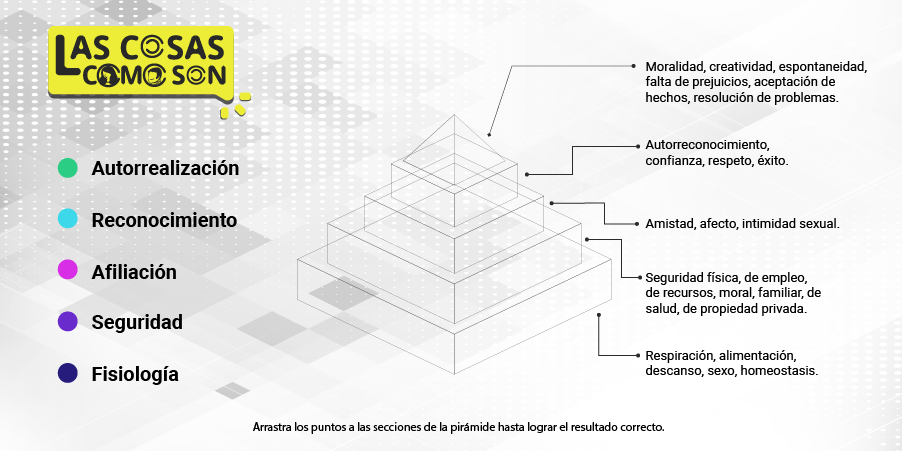 LAS COSAS
COMO SON
Autorrealización
Reconocimiento
Afiliación
Seguridad
Fisiología
Moralidad, creatividad, espontaneidad,
falta de prejuicios, aceptación de
hechos, resolución de problemas.
Autorreconocimiento,
confianza, respeto, éxito.
Amistad, afecto, intimidad sexual.
Seguridad física, de empleo,
de recursos, moral, familiar, de
salud, de propiedad privada.
Respiración, alimentación,
descanso, sexo, homeostasis.
Arrastra los puntos a las secciones de la pirámide hasta lograr el resultado correcto.